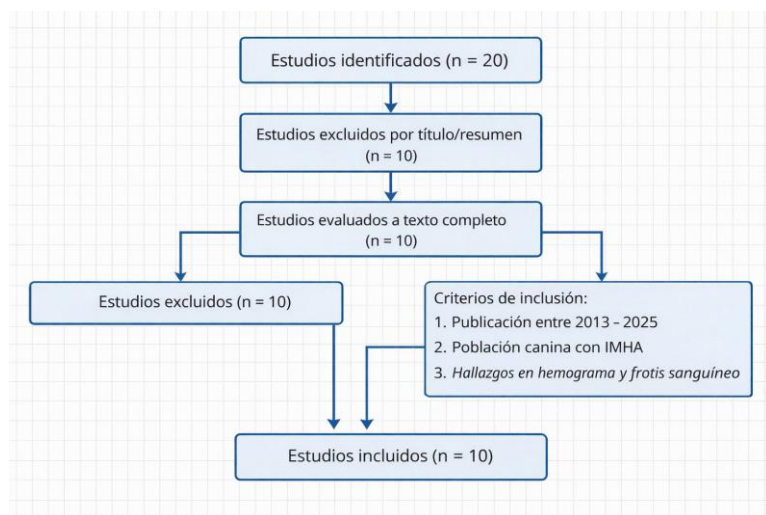 Estudios identificados (n = 20)
Estudios excluidos por título/resumen
(n = 10)
Estudios evaluados a texto completo
(n = 10)
Estudios excluidos (n = 10)
Criterios de inclusión:
1. Publicación entre 2013 - 2025
2. Población canina con IMHA
3. Hallazgos en hemograma y frotis sanguíneo
Estudios incluidos (n = 10)